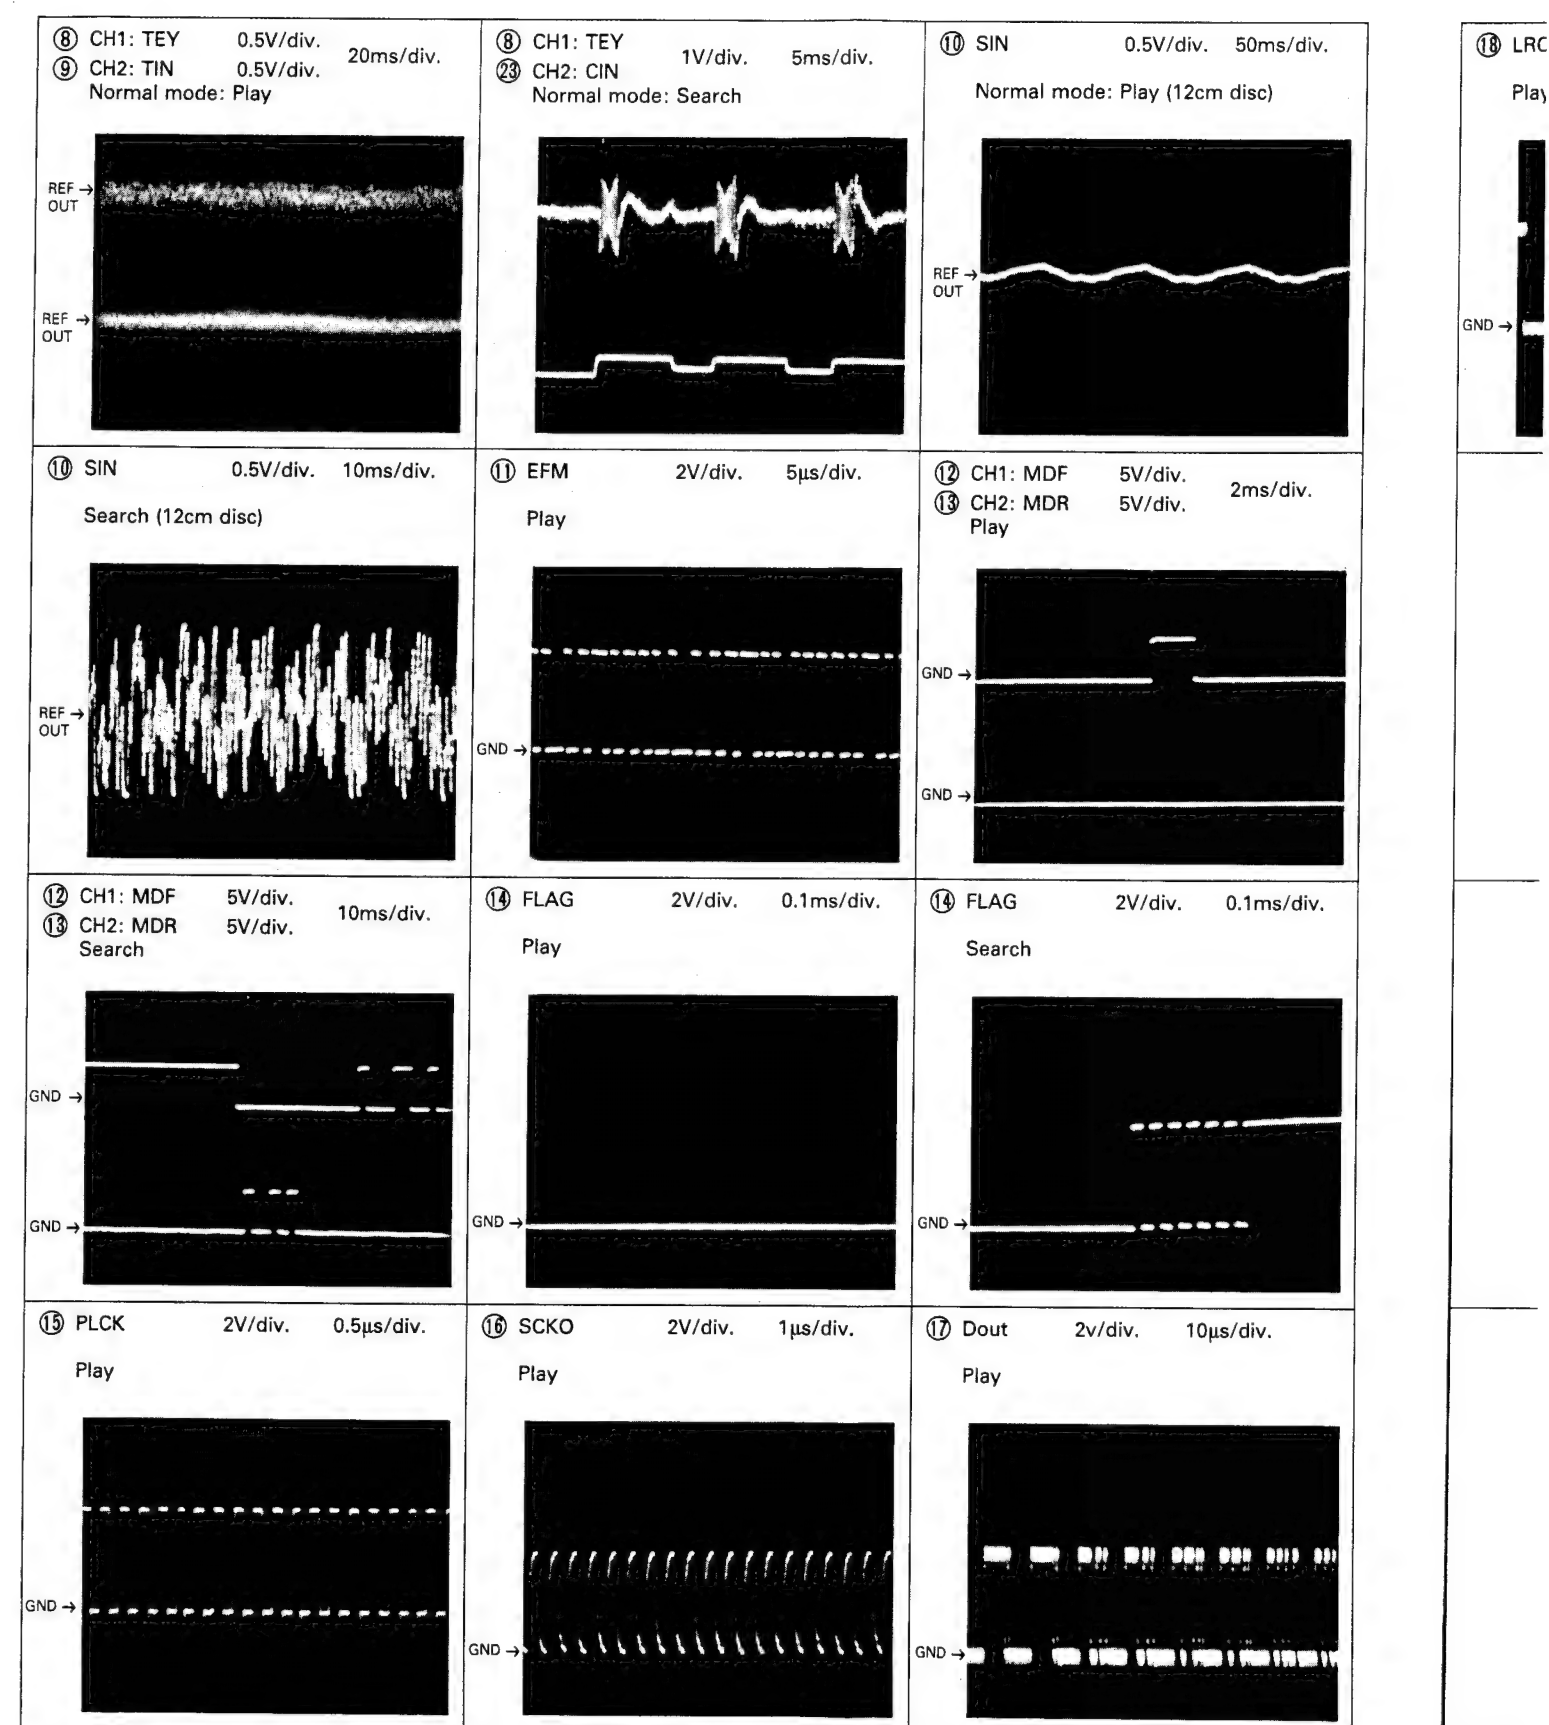 ⑧ CH1: TEY 0.5V/div. 20ms/div.
⑨ CH2: TIN 0.5V/div.
Normal mode: Play
REF →
OUT
REF →
OUT
⑧ CH1: TEY 1V/div. 5ms/div.
㉓ CH2: CIN
Normal mode: Search
⑩ SIN 0.5V/div. 50ms/div.
Normal mode: Play (12cm disc)
REF →
OUT
⑱ LRC
Play
GND →
⑩ SIN 0.5V/div. 10ms/div.
Search (12cm disc)
REF →
OUT
⑪ EFM 2V/div. 5μs/div.
Play
GND →
⑫ CH1: MDF 5V/div. 2ms/div.
⑬ CH2: MDR 5V/div.
Play
GND →
GND →
⑫ CH1: MDF 5V/div. 10ms/div.
⑬ CH2: MDR 5V/div.
Search
GND →
GND →
⑭ FLAG 2V/div. 0.1ms/div.
Play
GND →
⑭ FLAG 2V/div. 0.1ms/div.
Search
GND →
⑮ PLCK 2V/div. 0.5μs/div.
Play
GND →
⑯ SCKO 2V/div. 1μs/div.
Play
GND →
⑰ Dout 2v/div. 10μs/div.
Play
GND →